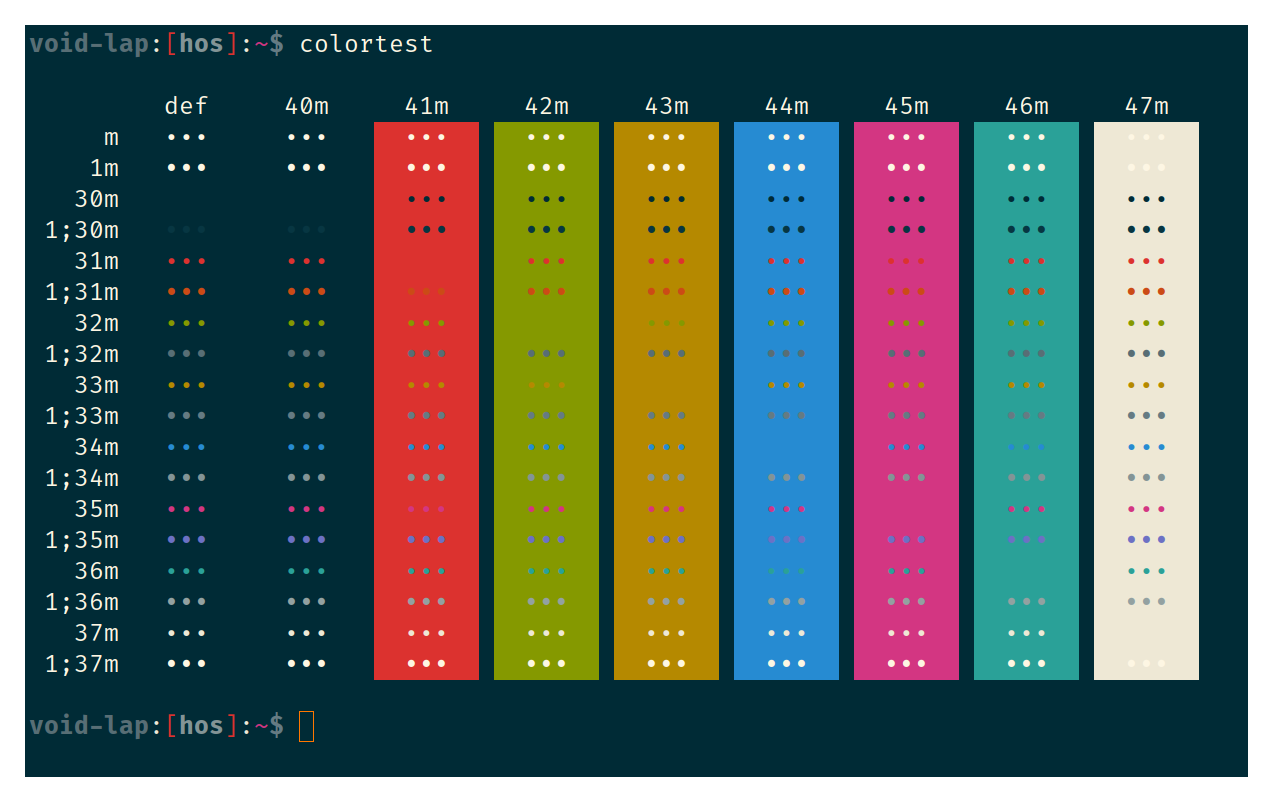 void-lap:[hos]:~$ colortest
def 40m 41m 42m 43m 44m 45m 46m 47m
m ••• ••• ••• ••• ••• ••• ••• ••• •••
1m ••• ••• ••• ••• ••• ••• ••• ••• •••
30m ••• ••• ••• ••• ••• ••• •••
1;30m ••• ••• ••• ••• ••• ••• ••• ••• •••
31m ••• ••• ••• ••• ••• ••• ••• •••
1;31m ••• ••• ••• ••• ••• ••• ••• ••• •••
32m ••• ••• ••• ••• ••• ••• ••• •••
1;32m ••• ••• ••• ••• ••• ••• ••• ••• •••
33m ••• ••• ••• ••• ••• ••• ••• •••
1;33m ••• ••• ••• ••• ••• ••• ••• ••• •••
34m ••• ••• ••• ••• ••• ••• ••• •••
1;34m ••• ••• ••• ••• ••• ••• ••• ••• •••
35m ••• ••• ••• ••• ••• ••• ••• •••
1;35m ••• ••• ••• ••• ••• ••• ••• ••• •••
36m ••• ••• ••• ••• ••• ••• ••• •••
1;36m ••• ••• ••• ••• ••• ••• ••• ••• •••
37m ••• ••• ••• ••• ••• ••• ••• •••
1;37m ••• ••• ••• ••• ••• ••• ••• ••• •••
void-lap:[hos]:~$